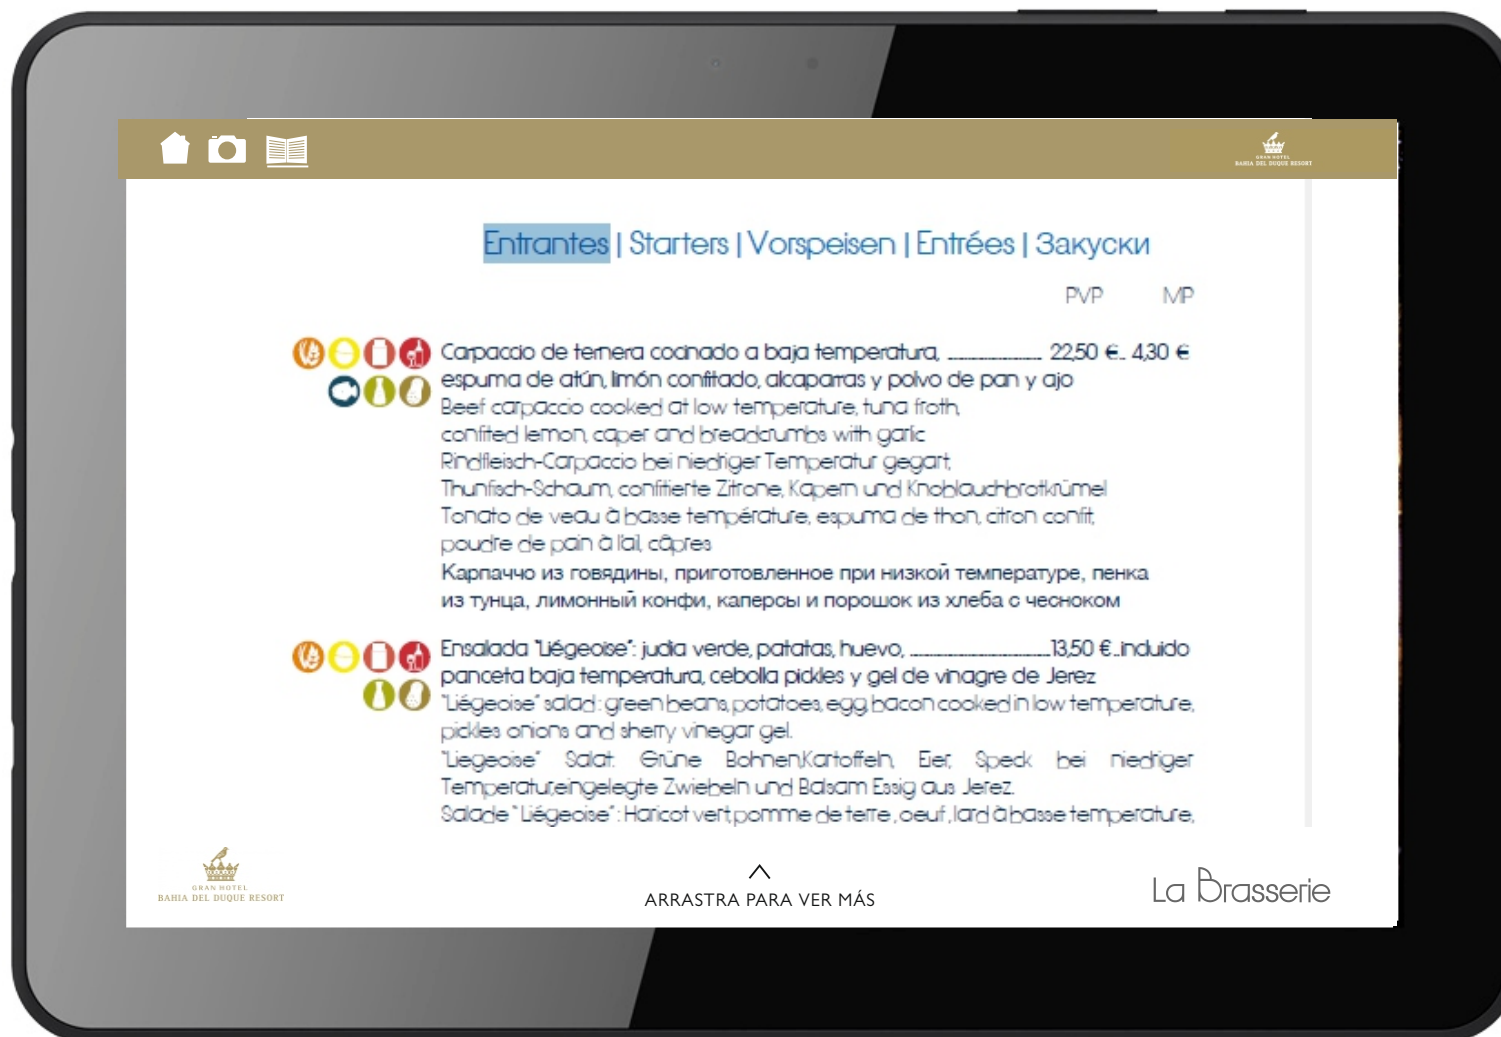 GRAN HOTEL
BAHIA DEL DUQUE RESORT
Entrantes | Starters | Vorspeisen | Entrées | Закуски
PVP MP
Carpaccio de ternera cocinado a baja temperatura, ........................ 22,50 €.. 4,30 €
espuma de atún, limón confitado, alcaparras y polvo de pan y ajo
Beef carpaccio cooked at low temperature, tuna froth,
confited lemon, caper and breadcrumbs with garlic
Rindfleisch-Carpaccio bei niedriger Temperatur gegart,
Thunfisch-Schaum, confitierte Zitrone, Kapern und Knoblauchbrotkrümel
Tonato de veau à basse température, espuma de thon, citron confit,
poudre de pain à l'ail, câpres
Карпаччо из говядины, приготовленное при низкой температуре, пенка
из тунца, лимонный конфи, каперсы и порошок из хлеба с чесноком
Ensalada "Liégeoise": judia verde, patatas, huevo, ....................................13,50 €..incluido
panceta baja temperatura, cebolla pickles y gel de vinagre de Jerez
"Liégeoise" salad : green beans, potatoes, egg, bacon cooked in low temperature,
pickles onions and sherry vinegar gel.
"Liegeoise" Salat: Grüne Bohnen,Kartoffeln, Eier, Speck bei niedriger
Temperatur,eingelegte Zwiebeln und Balsam Essig aus Jerez.
Salade "Liégeoise" : Haricot vert, pomme de terre , oeuf , lard à basse temperature,
GRAN HOTEL
BAHIA DEL DUQUE RESORT
ARRASTRA PARA VER MÁS
La Brasserie